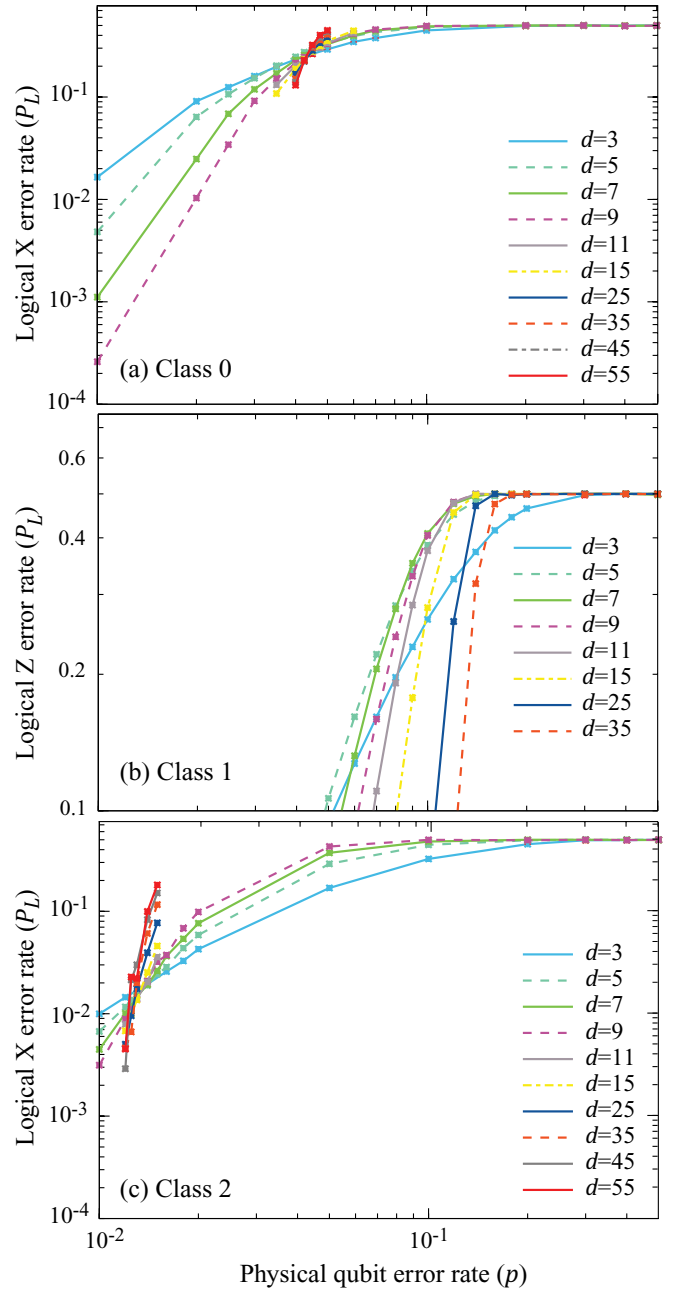 Logical X error rate (P_L)
10^-1
10^-2
10^-3
10^-4
d=3
d=5
d=7
d=9
d=11
d=15
d=25
d=35
d=45
d=55
(a) Class 0
Logical Z error rate (P_L)
0.6
0.4
0.2
0.1
d=3
d=5
d=7
d=9
d=11
d=15
d=25
d=35
(b) Class 1
Logical X error rate (P_L)
10^-1
10^-2
10^-3
10^-4
d=3
d=5
d=7
d=9
d=11
d=15
d=25
d=35
d=45
d=55
(c) Class 2
10^-2 10^-1
Physical qubit error rate (p)